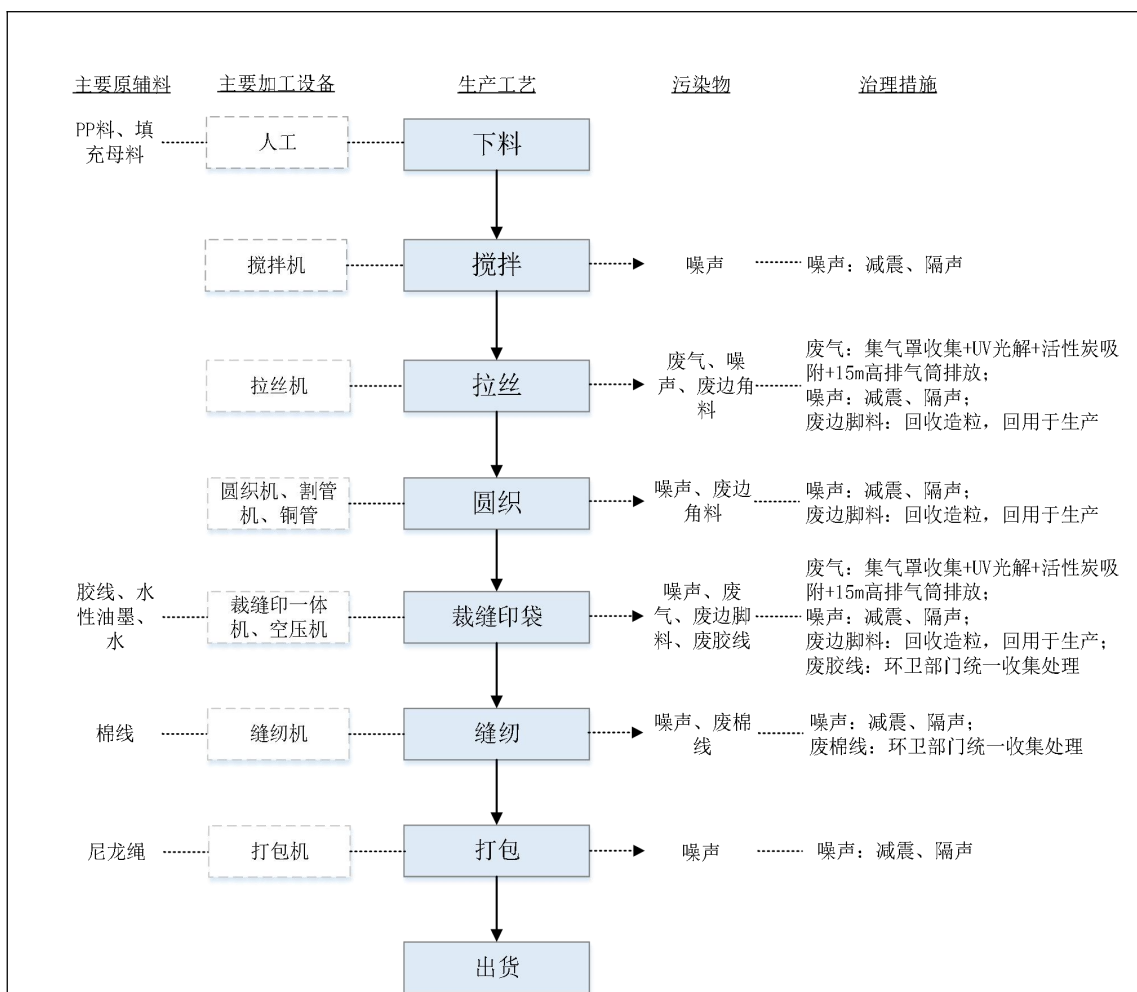 主要原辅料 主要加工设备 生产工艺 污染物 治理措施
PP料、填
充母料
人工
下料
搅拌机
搅拌
噪声
噪声：减震、隔声
拉丝机
拉丝
废气、噪
声、废边角
料
废气：集气罩收集+UV光解+活性炭吸
附+15m高排气筒排放；
噪声：减震、隔声；
废边脚料：回收造粒，回用于生产
圆织机、割管
机、铜管
圆织
噪声、废边
角料
噪声：减震、隔声；
废边脚料：回收造粒，回用于生产
胶线、水
性油墨、
水
裁缝印一体
机、空压机
裁缝印袋
噪声、废
气、废边脚
料、废胶线
废气：集气罩收集+UV光解+活性炭吸
附+15m高排气筒排放；
噪声：减震、隔声；
废边脚料：回收造粒，回用于生产；
废胶线：环卫部门统一收集处理
棉线
缝纫机
缝纫
噪声、废棉
线
噪声：减震、隔声；
废棉线：环卫部门统一收集处理
尼龙绳
打包机
打包
噪声
噪声：减震、隔声
出货